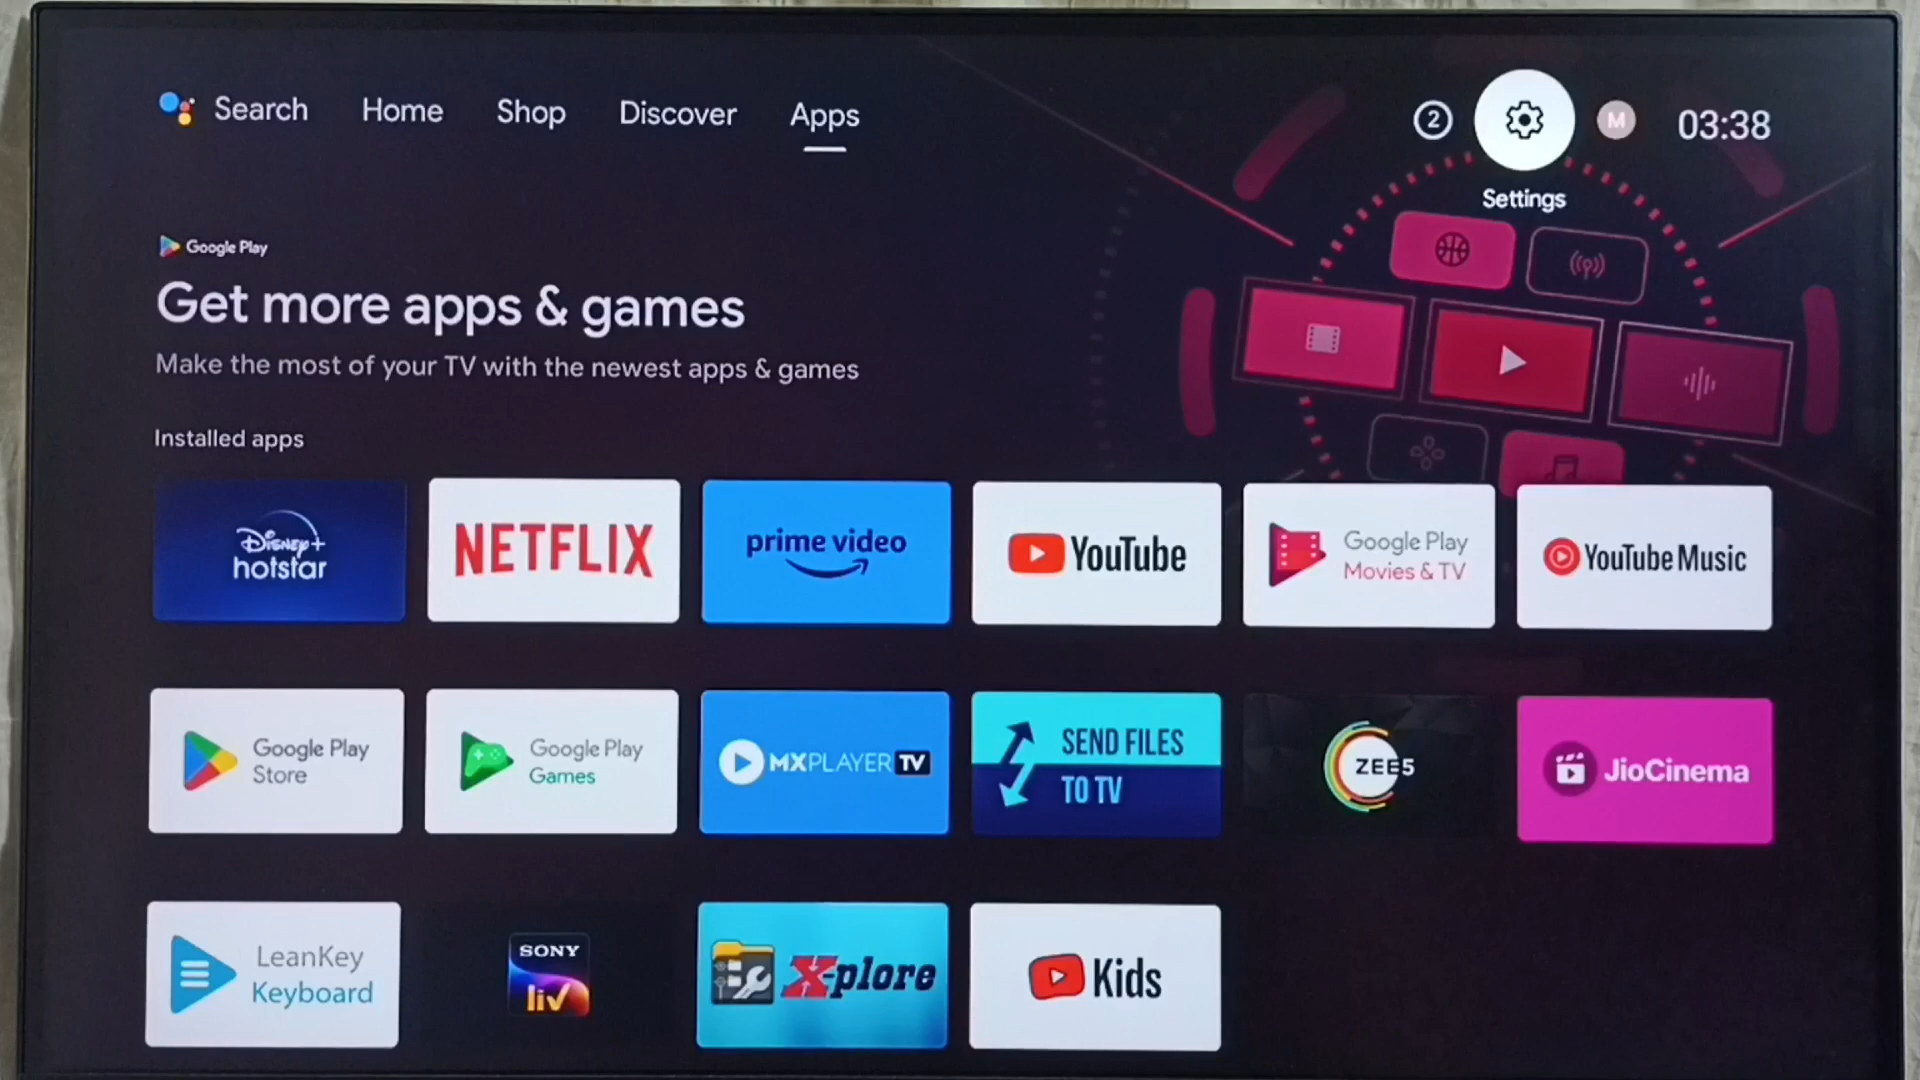 Search
Home
Shop
Discover
Apps
2
M
03:38
Settings
Google Play
Get more apps & games
Make the most of your TV with the newest apps & games
Installed apps
Disney+
hotstar
NETFLIX
prime video
YouTube
Google Play
Movies & TV
YouTube Music
Google Play
Store
Google Play
Games
MXPLAYER TV
SEND FILES
TO TV
ZEE5
JioCinema
LeanKey
Keyboard
SONY
liv
X-plore
Kids